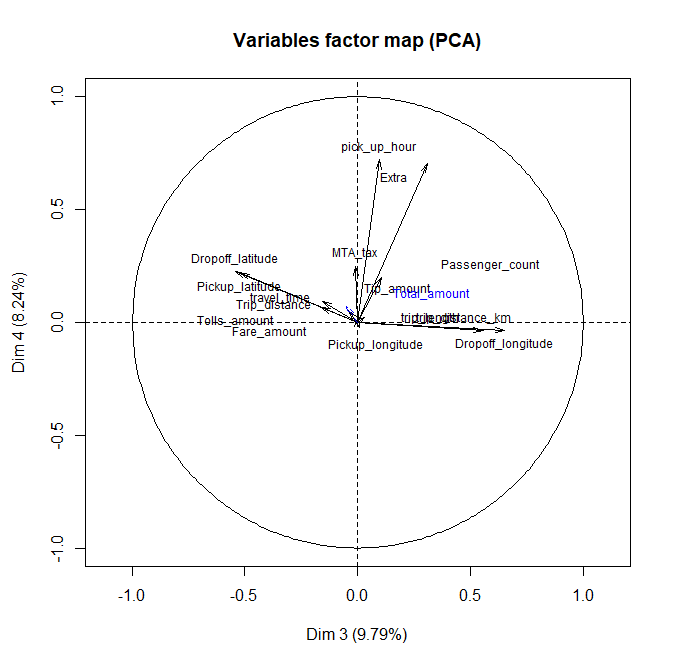 Variables factor map (PCA)
1.0
pick_up_hour
Extra
0.5
MTA_tax
Dropoff_latitude
Passenger_count
Pickup_latitude
Tip_amount
Total_amount
travel_time
Trip_distance
Tolls_amount
trip_length
trip_distance_km
0.0
Fare_amount
Pickup_longitude
Dropoff_longitude
-0.5
-1.0
Dim 4 (8.24%)
-1.0 -0.5 0.0 0.5 1.0
Dim 3 (9.79%)